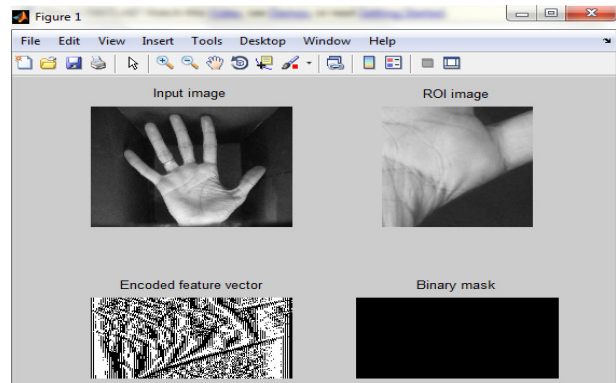 Figure 1
File Edit View Insert Tools Desktop Window Help
Input image
ROI image
Encoded feature vector
Binary mask